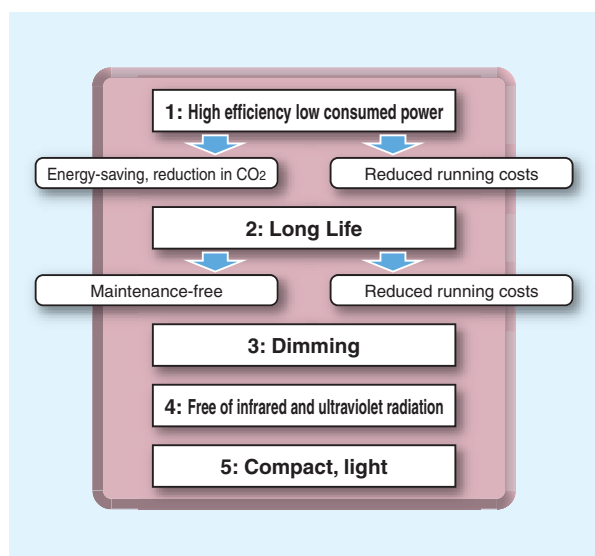 1: High efficiency low consumed power
Energy-saving, reduction in CO2
Reduced running costs
2: Long Life
Maintenance-free
Reduced running costs
3: Dimming
4: Free of infrared and ultraviolet radiation
5: Compact, light